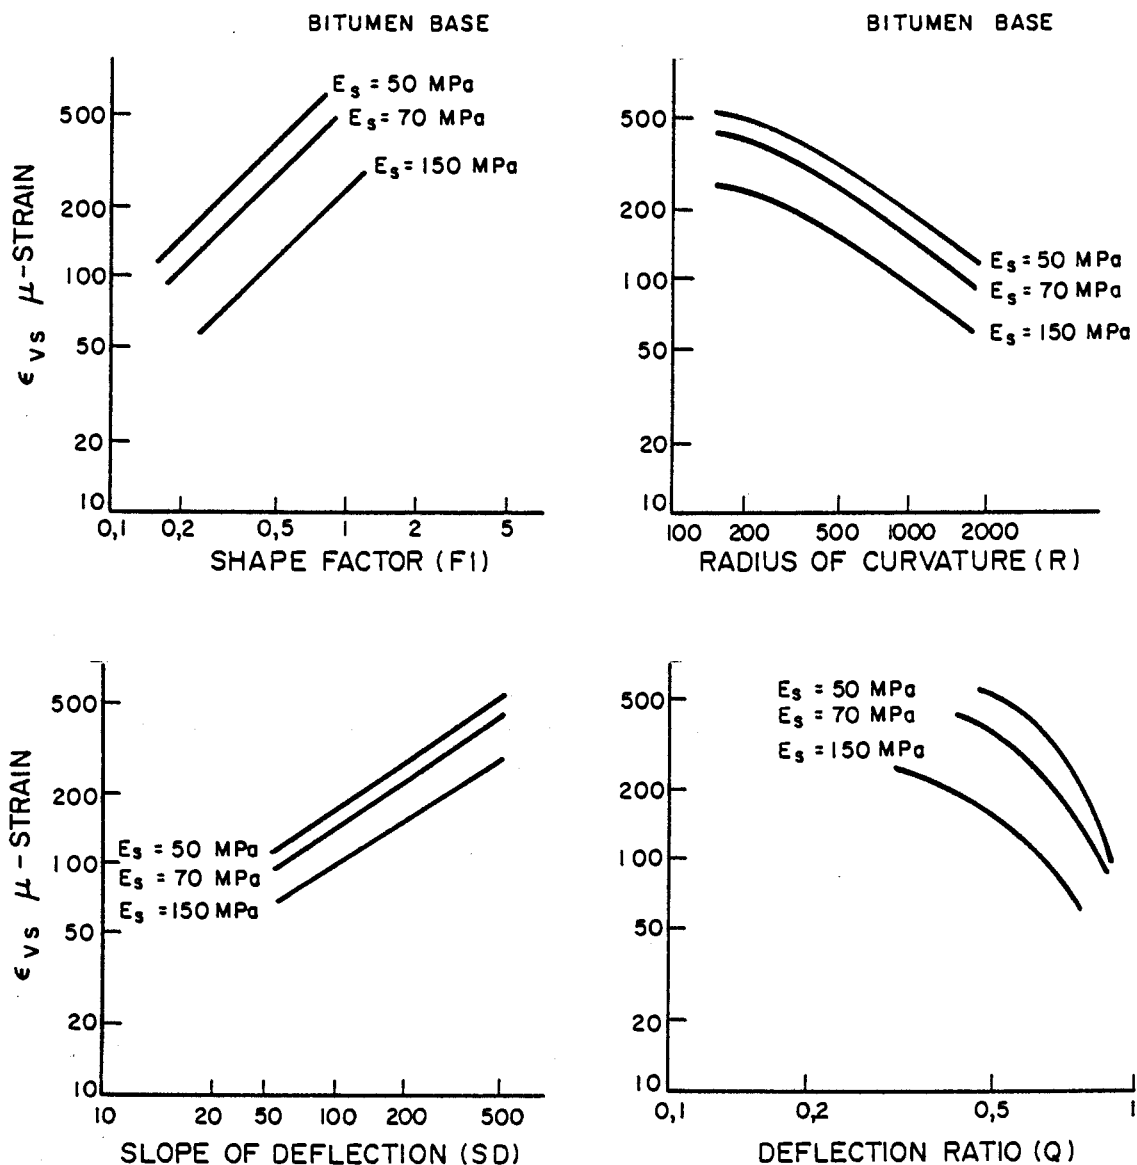 BITUMEN BASE
ϵvs μ-STRAIN
500
200
100
50
20
10
Es = 50 MPa
Es = 70 MPa
Es = 150 MPa
0,1 0,2 0,5 1 2 5
SHAPE FACTOR (F1)
BITUMEN BASE
500
200
100
50
20
10
Es = 50 MPa
Es = 70 MPa
Es = 150 MPa
100 200 500 1000 2000
RADIUS OF CURVATURE (R)
ϵvs μ-STRAIN
500
200
100
50
20
10
Es = 50 MPa
Es = 70 MPa
Es = 150 MPa
10 20 50 100 200 500
SLOPE OF DEFLECTION (SD)
500
200
100
50
20
10
Es = 50 MPa
Es = 70 MPa
Es = 150 MPa
0,1 0,2 0,5 1
DEFLECTION RATIO (Q)